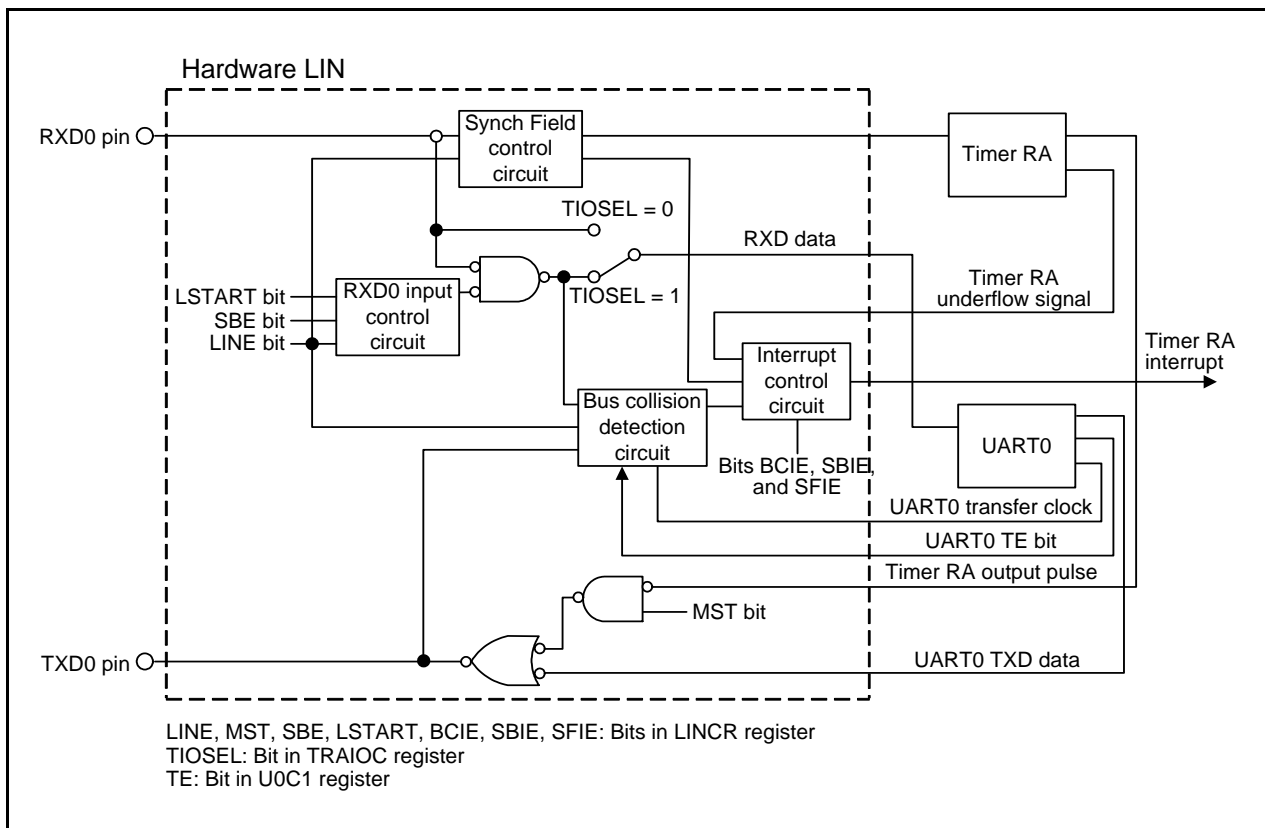 Hardware LIN
RXD0 pin
Synch Field
control
circuit
Timer RA
TIOSEL = 0
RXD data
TIOSEL = 1
Timer RA
underflow signal
LSTART bit
SBE bit
LINE bit
RXD0 input
control
circuit
Interrupt
control
circuit
Timer RA
interrupt
Bus collision
detection
circuit
Bits BCIE, SBIE,
and SFIE
UART0
UART0 transfer clock
UART0 TE bit
Timer RA output pulse
MST bit
TXD0 pin
UART0 TXD data
LINE, MST, SBE, LSTART, BCIE, SBIE, SFIE: Bits in LINCR register
TIOSEL: Bit in TRAIOC register
TE: Bit in U0C1 register